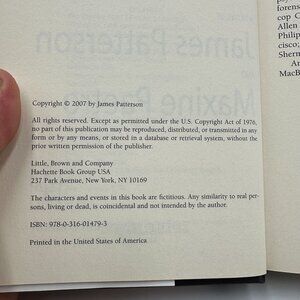 Copyright © 2007 by James Patterson
All rights reserved. Except as permitted under the U.S. Copyright Act of 1976,
no part of this publication may be reproduced, distributed, or transmitted in any
form or by any means, or stored in a database or retrieval system, without the
prior written permission of the publisher.
Little, Brown and Company
Hachette Book Group USA
237 Park Avenue, New York, NY 10169
The characters and events in this book are fictitious. Any similarity to real per-
sons, living or dead, is coincidental and not intended by the author.
ISBN: 978-0-316-01479-3
Printed in the United States of America
forens
cop C
Allen
Philip
cisco,
Sherm
An
MacB